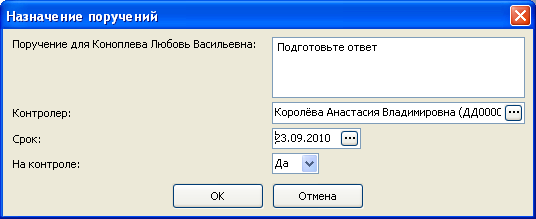 Назначение поручений
Поручение для Коноплева Любовь Васильевна: Подготовьте ответ
Контролер: Королёва Анастасия Владимировна (ДД000С ...
Срок: 23.09.2010 ...
На контроле: Да
ОК Отмена